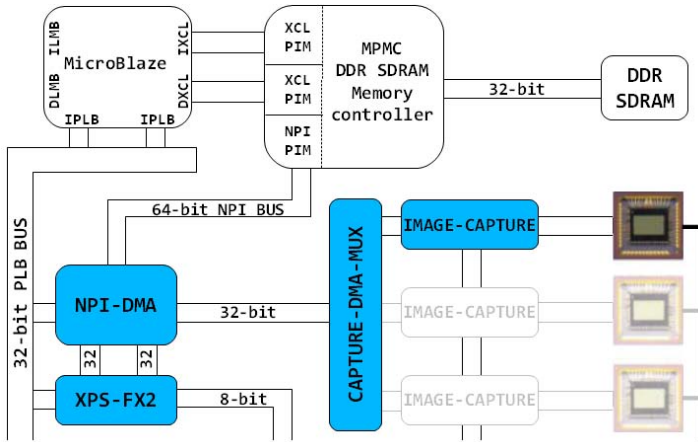 ILMB
DLMB
MicroBlaze
IXCL
DXCL
IPLB
IPLB
XCL
PIM
XCL
PIM
NPI
PIM
MPMC
DDR SDRAM
Memory
controller
32-bit
DDR
SDRAM
64-bit NPI BUS
32-bit PLB BUS
NPI-DMA
32-bit
32
32
XPS-FX2
8-bit
CAPTURE-DMA-MUX
IMAGE-CAPTURE
IMAGE-CAPTURE
IMAGE-CAPTURE